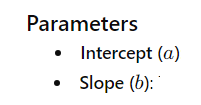 Parameters
• Intercept (a)
• Slope (b):